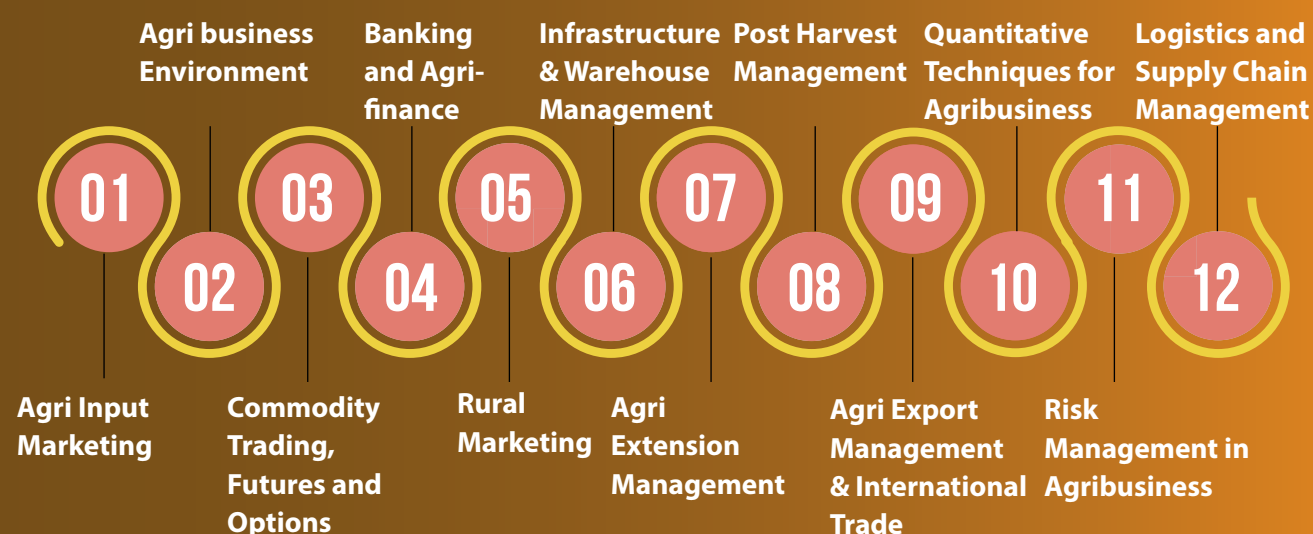 Agri business
Environment
Banking
and Agri-
finance
Infrastructure
& Warehouse
Management
Post Harvest
Management
Quantitative
Techniques for
Agribusiness
Logistics and
Supply Chain
Management
01
03
05
07
09
11
02
04
06
08
10
12
Agri Input
Marketing
Commodity
Trading,
Futures and
Options
Rural
Marketing
Agri
Extension
Management
Agri Export
Management
& International
Trade
Risk
Management in
Agribusiness